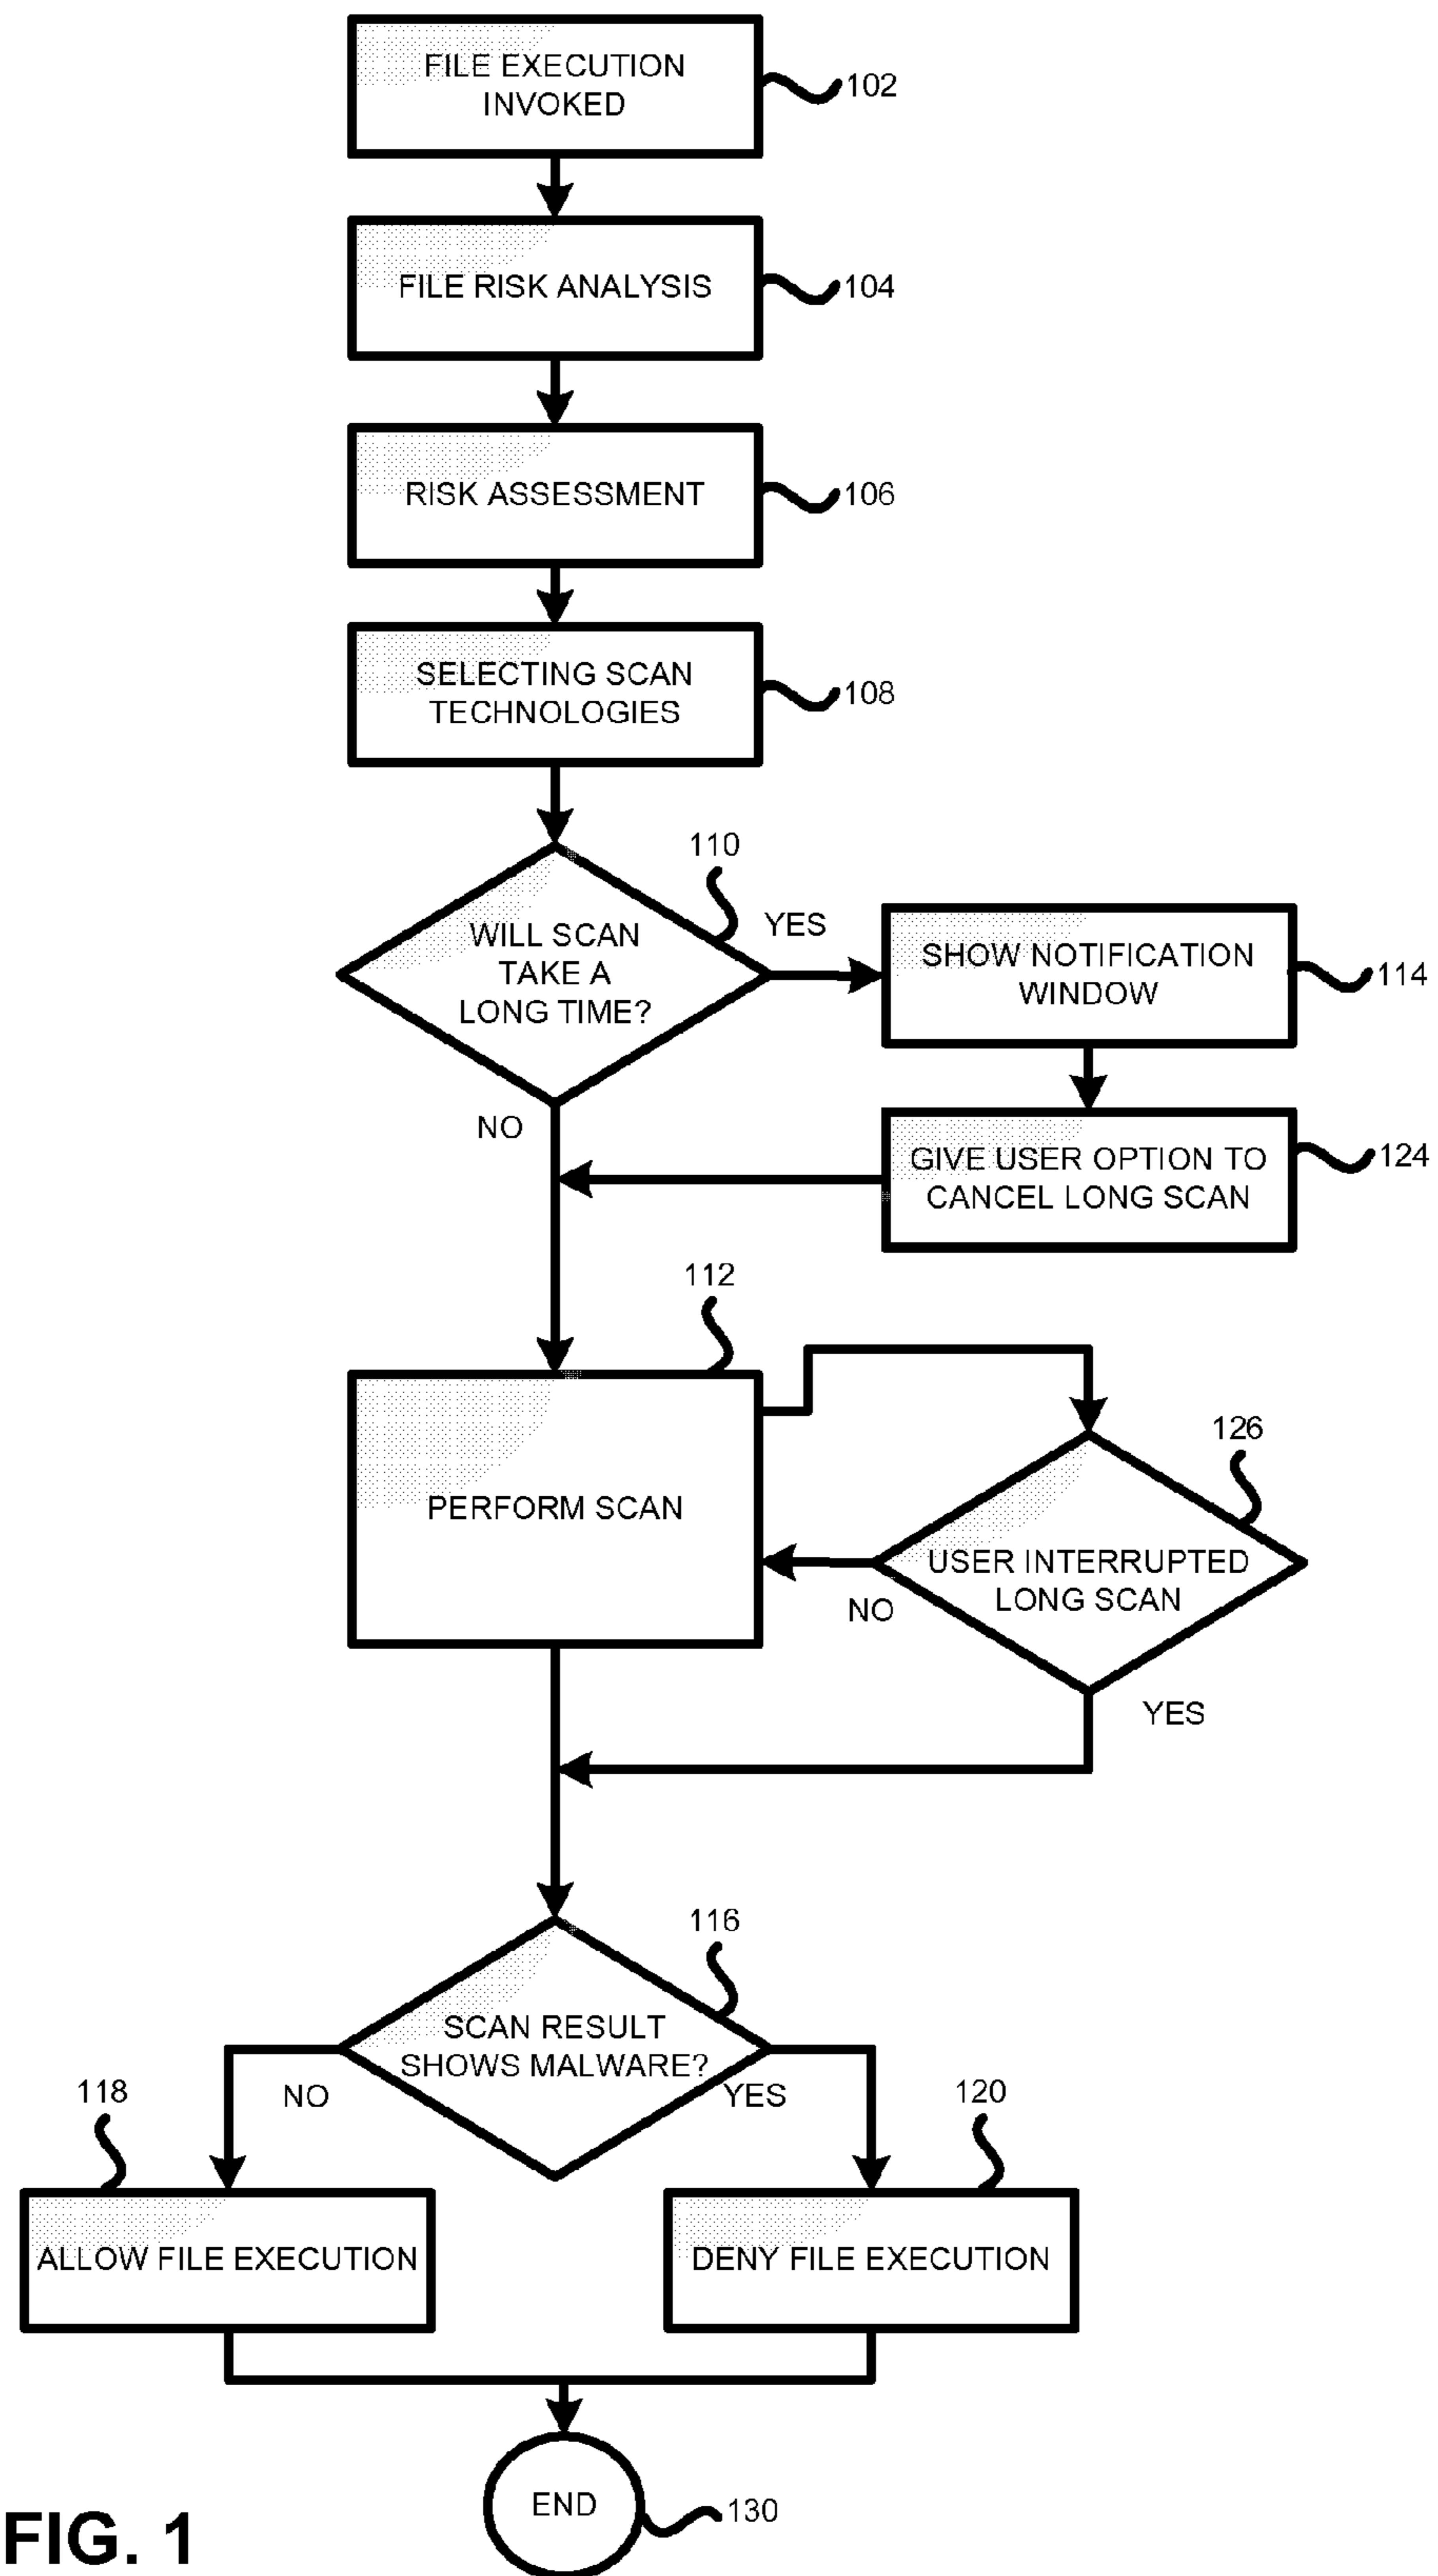 FILE EXECUTION
INVOKED
102
FILE RISK ANALYSIS
104
RISK ASSESSMENT
106
SELECTING SCAN
TECHNOLOGIES
108
110
WILL SCAN
TAKE A
LONG TIME?
YES
NO
SHOW NOTIFICATION
WINDOW
114
GIVE USER OPTION TO
CANCEL LONG SCAN
124
112
PERFORM SCAN
126
USER INTERRUPTED
LONG SCAN
NO
YES
116
SCAN RESULT
SHOWS MALWARE?
NO
YES
118
ALLOW FILE EXECUTION
120
DENY FILE EXECUTION
END
130
FIG. 1